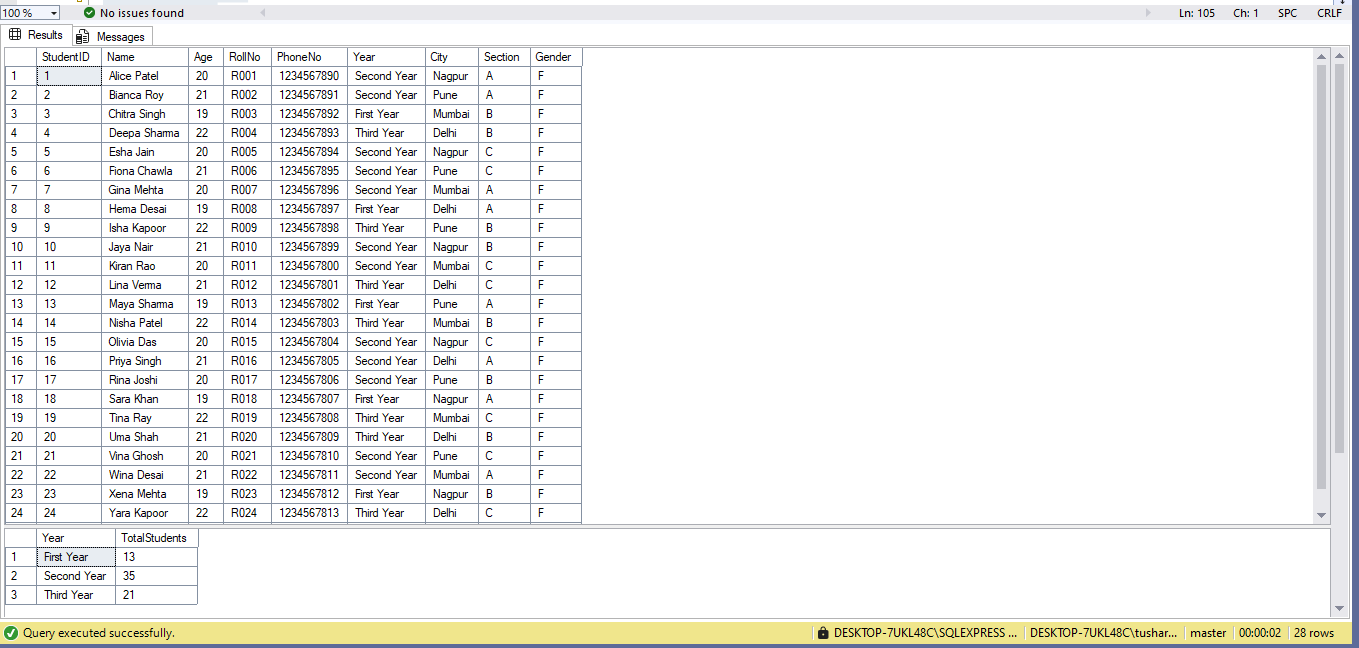 100 % No issues found Ln: 105 Ch: 1 SPC CRLF
Results Messages
StudentID Name Age RollNo PhoneNo Year City Section Gender
1 1 Alice Patel 20 R001 1234567890 Second Year Nagpur A F
2 2 Bianca Roy 21 R002 1234567891 Second Year Pune A F
3 3 Chitra Singh 19 R003 1234567892 First Year Mumbai B F
4 4 Deepa Sharma 22 R004 1234567893 Third Year Delhi B F
5 5 Esha Jain 20 R005 1234567894 Second Year Nagpur C F
6 6 Fiona Chawla 21 R006 1234567895 Second Year Pune C F
7 7 Gina Mehta 20 R007 1234567896 Second Year Mumbai A F
8 8 Hema Desai 19 R008 1234567897 First Year Delhi A F
9 9 Isha Kapoor 22 R009 1234567898 Third Year Pune B F
10 10 Jaya Nair 21 R010 1234567899 Second Year Nagpur B F
11 11 Kiran Rao 20 R011 1234567800 Second Year Mumbai C F
12 12 Lina Verma 21 R012 1234567801 Third Year Delhi C F
13 13 Maya Sharma 19 R013 1234567802 First Year Pune A F
14 14 Nisha Patel 22 R014 1234567803 Third Year Mumbai B F
15 15 Olivia Das 20 R015 1234567804 Second Year Nagpur C F
16 16 Priya Singh 21 R016 1234567805 Second Year Delhi A F
17 17 Rina Joshi 20 R017 1234567806 Second Year Pune B F
18 18 Sara Khan 19 R018 1234567807 First Year Nagpur A F
19 19 Tina Ray 22 R019 1234567808 Third Year Mumbai C F
20 20 Uma Shah 21 R020 1234567809 Third Year Delhi B F
21 21 Vina Ghosh 20 R021 1234567810 Second Year Pune C F
22 22 Wina Desai 21 R022 1234567811 Second Year Mumbai A F
23 23 Xena Mehta 19 R023 1234567812 First Year Nagpur B F
24 24 Yara Kapoor 22 R024 1234567813 Third Year Delhi C F
Year TotalStudents
1 First Year 13
2 Second Year 35
3 Third Year 21
Query executed successfully. DESKTOP-7UKL48C\SQLEXPRESS ... DESKTOP-7UKL48C\tushar... master 00:00:02 28 rows